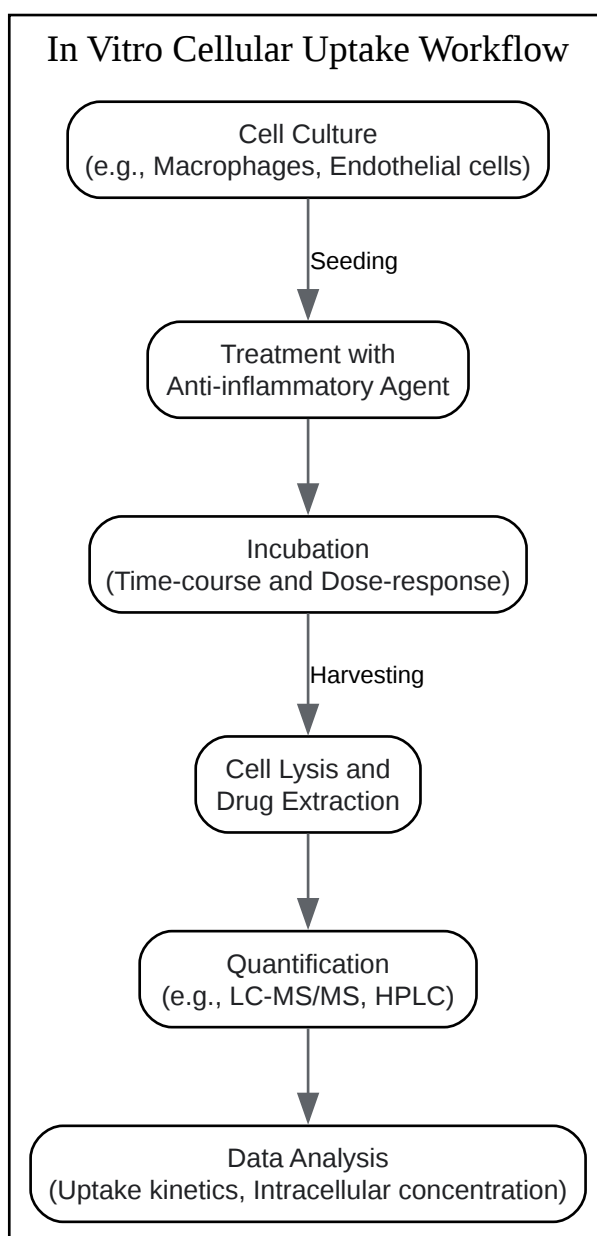 In Vitro Cellular Uptake Workflow
Cell Culture
(e.g., Macrophages, Endothelial cells)
Seeding
Treatment with
Anti-inflammatory Agent
Incubation
(Time-course and Dose-response)
Harvesting
Cell Lysis and
Drug Extraction
Quantification
(e.g., LC-MS/MS, HPLC)
Data Analysis
(Uptake kinetics, Intracellular concentration)